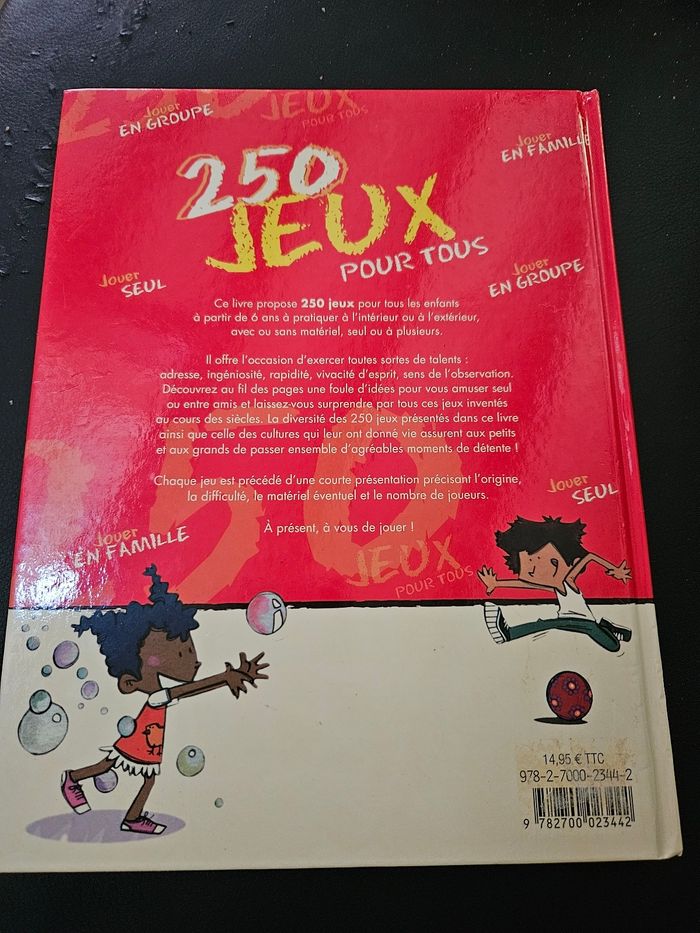 250
JEUX
POUR TOUS
Jouer
EN GROUPE
JEUX
POUR TOUS
Jouer
EN FAMILLE
250
JEUX
POUR TOUS
Jouer
SEUL
Jouer
EN GROUPE
Ce livre propose 250 jeux pour tous les enfants
à partir de 6 ans à pratiquer à l'intérieur ou à l'extérieur,
avec ou sans matériel, seul ou à plusieurs.
Il offre l'occasion d'exercer toutes sortes de talents :
adresse, ingéniosité, rapidité, vivacité d'esprit, sens de l'observation.
Découvrez au fil des pages une foule d'idées pour vous amuser seul
ou entre amis et laissez-vous surprendre par tous ces jeux inventés
au cours des siècles. La diversité des 250 jeux présentés dans ce livre
ainsi que celle des cultures qui leur ont donné vie assurent aux petits
et aux grands de passer ensemble d'agréables moments de détente !
Chaque jeu est précédé d'une courte présentation précisant l'origine,
la difficulté, le matériel éventuel et le nombre de joueurs.
Jouer
SEUL
À présent, à vous de jouer !
Jouer
EN FAMILLE
JEUX
POUR TOUS
14,95 € TTC
978-2-7000-2344-2
9 782700 023442